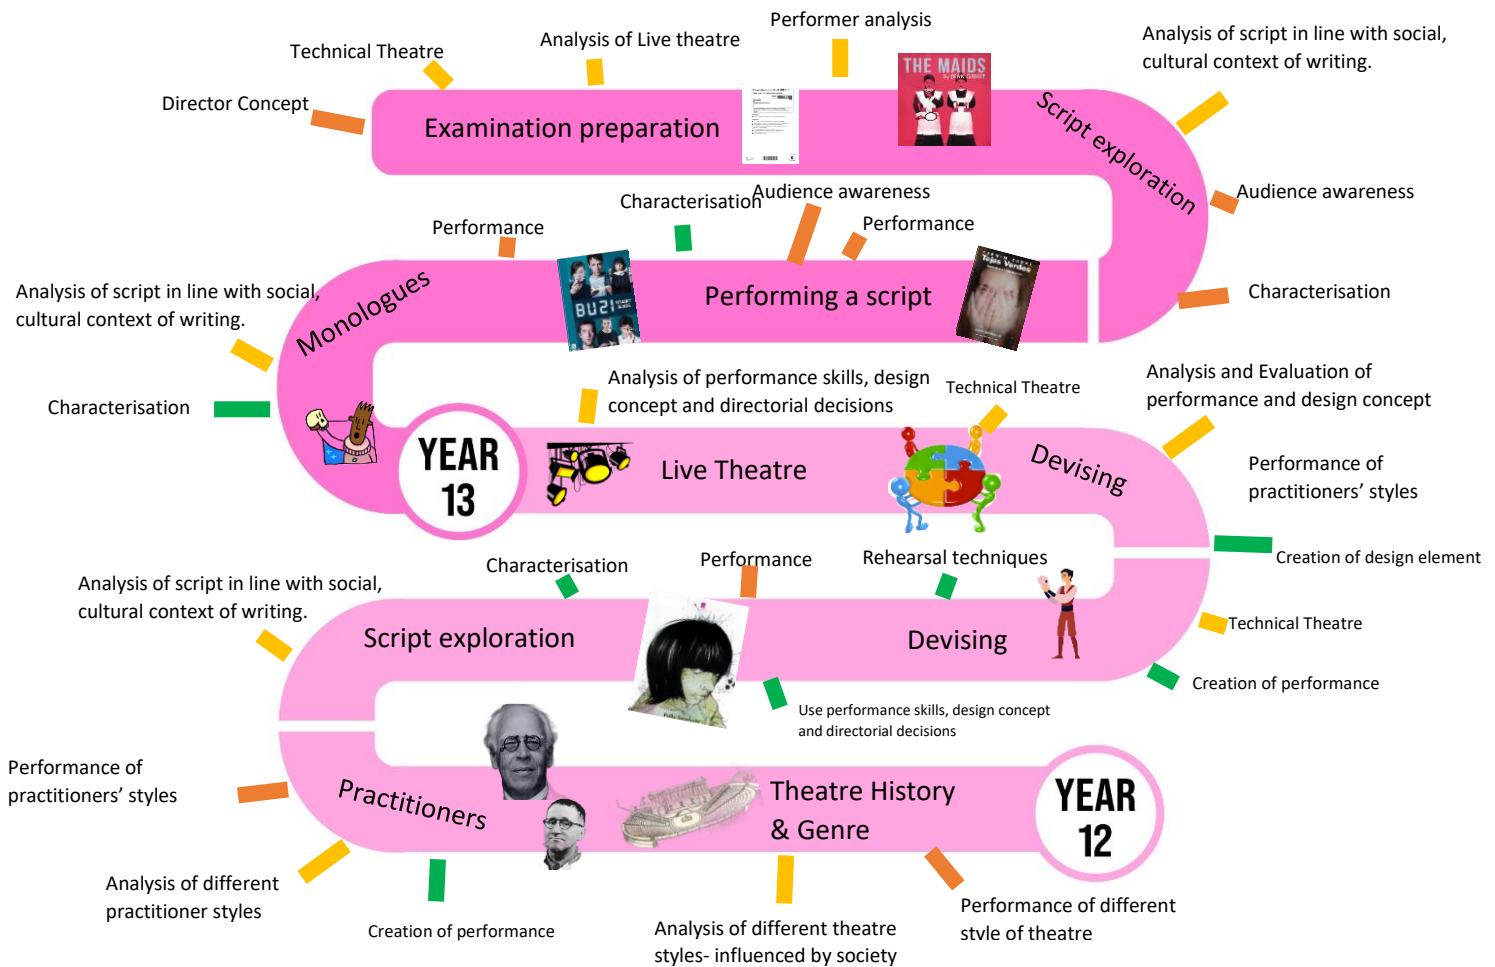 Performer analysis
Technical Theatre
Analysis of Live theatre
Analysis of script in line with social,
cultural context of writing.
Director Concept
Examination preparation
THE MAIDS
Script exploration
Audience awareness
Characterisation
Audience awareness
Performance
Characterisation
Performance
Analysis of script in line with social,
cultural context of writing.
Monologues
BU21
Performing a script
Tejas Verdes
Characterisation
YEAR
13
Analysis of performance skills, design
concept and directorial decisions
Technical Theatre
Analysis and Evaluation of
performance and design concept
Live Theatre
Devising
Performance of
practitioners’ styles
Creation of design element
Analysis of script in line with social,
cultural context of writing.
Characterisation
Performance
Rehearsal techniques
Script exploration
Devising
Technical Theatre
Creation of performance
Use performance skills, design concept
and directorial decisions
Performance of
practitioners’ styles
Practitioners
Theatre History
& Genre
YEAR
12
Analysis of different
practitioner styles
Creation of performance
Analysis of different theatre
styles- influenced by society
Performance of different
style of theatre